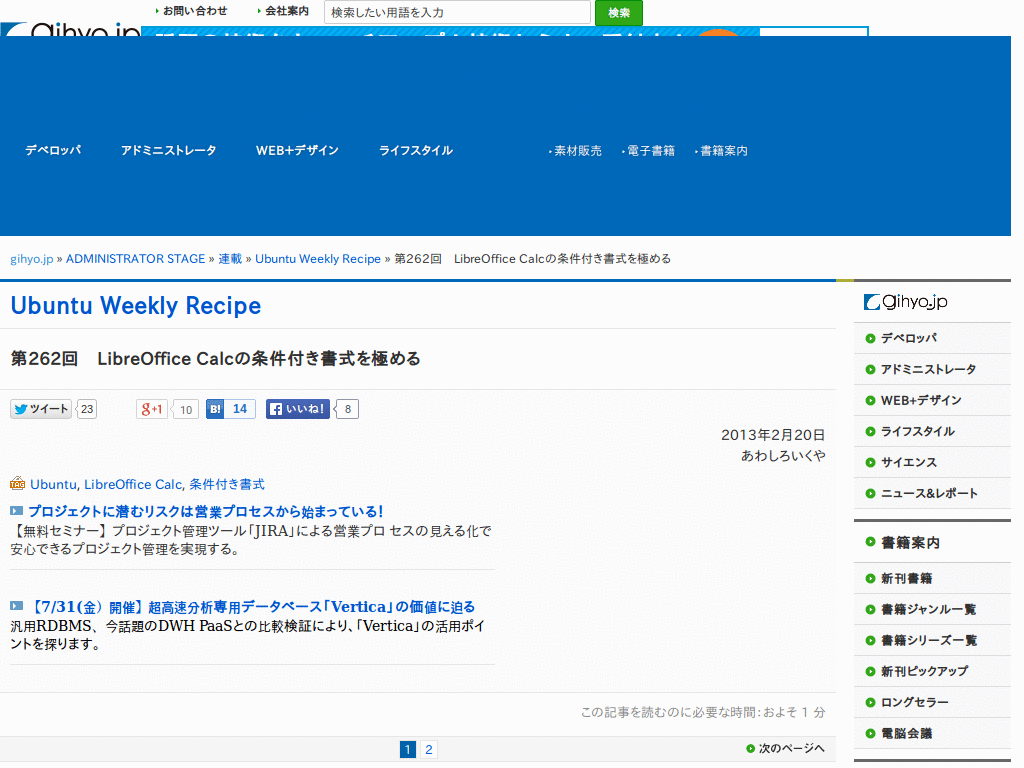 お問い合わせ
会社案内
検索したい用語を入力
検索
gihyo.jp
デベロッパ
アドミニストレータ
WEB+デザイン
ライフスタイル
素材販売
電子書籍
書籍案内
gihyo.jp » ADMINISTRATOR STAGE » 連載 » Ubuntu Weekly Recipe » 第262回　LibreOffice Calcの条件付き書式を極める
Ubuntu Weekly Recipe
第262回　LibreOffice Calcの条件付き書式を極める
ツイート 23
g+1 10
B! 14
いいね! 8
2013年2月20日
あわしろいくや
TAG Ubuntu, LibreOffice Calc, 条件付き書式
プロジェクトに潜むリスクは営業プロセスから始まっている!
【無料セミナー】プロジェクト管理ツール「JIRA」による営業プロ セスの見える化で
安心できるプロジェクト管理を実現する。
【7/31(金）開催】超高速分析専用データベース「Vertica」の価値に迫る
汎用RDBMS、今話題のDWH PaaSとの比較検証により、「Vertica」の活用ポイ
ントを探ります。
この記事を読むのに必要な時間：およそ 1 分
1 2
次のページへ
gihyo.jp
デベロッパ
アドミニストレータ
WEB+デザイン
ライフスタイル
サイエンス
ニュース&レポート
書籍案内
新刊書籍
書籍ジャンル一覧
書籍シリーズ一覧
新刊ピックアップ
ロングセラー
電脳会議